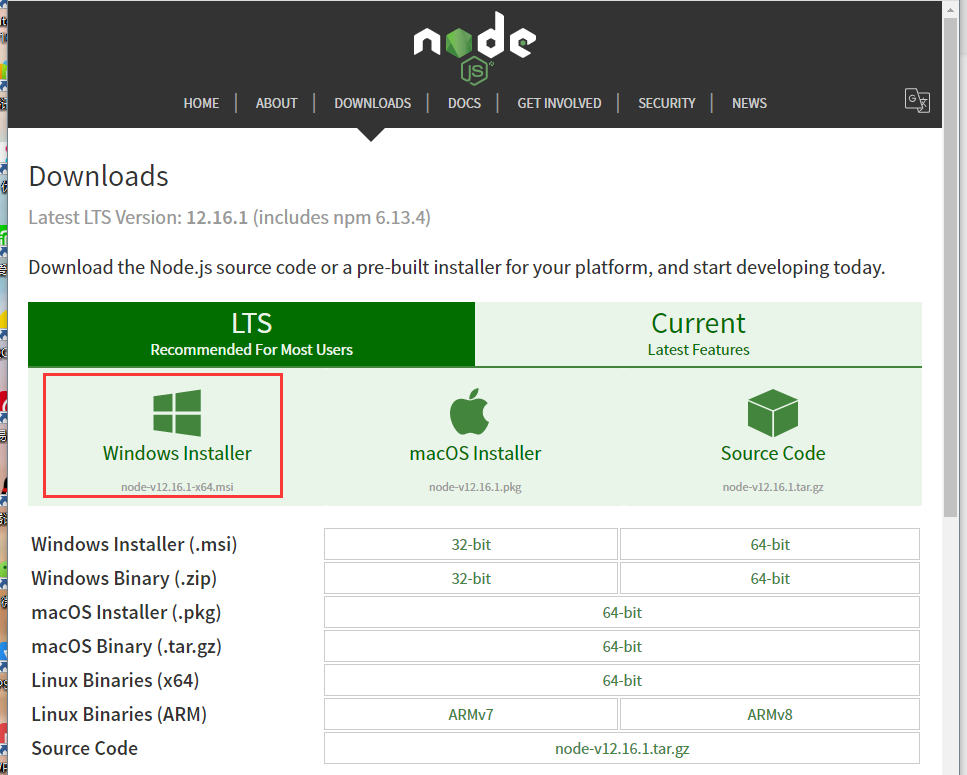 node
JS
HOME | ABOUT | DOWNLOADS | DOCS | GET INVOLVED | SECURITY | NEWS
Downloads
Latest LTS Version: 12.16.1 (includes npm 6.13.4)
Download the Node.js source code or a pre-built installer for your platform, and start developing today.
LTS
Recommended For Most Users
Current
Latest Features
Windows Installer
node-v12.16.1-x64.msi
macOS Installer
node-v12.16.1.pkg
Source Code
node-v12.16.1.tar.gz
Windows Installer (.msi) 32-bit 64-bit
Windows Binary (.zip) 32-bit 64-bit
macOS Installer (.pkg) 64-bit
macOS Binary (.tar.gz) 64-bit
Linux Binaries (x64) 64-bit
Linux Binaries (ARM) ARMv7 ARMv8
Source Code node-v12.16.1.tar.gz